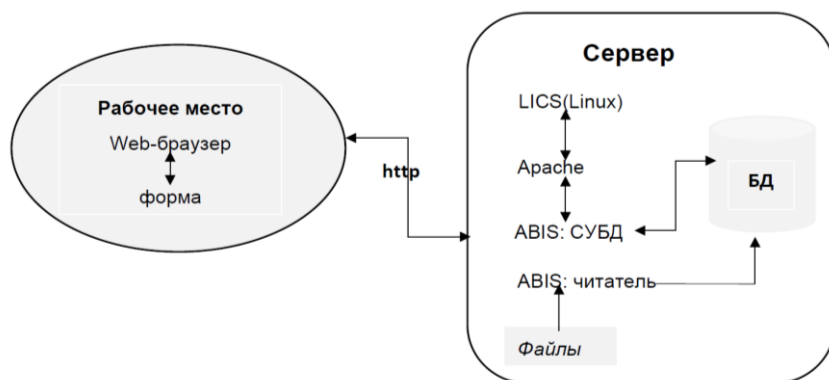 Рабочее место
Web-браузер
форма
http
Сервер
LICS(Linux)
Apache
ABIS: СУБД
ABIS: читатель
Файлы
БД